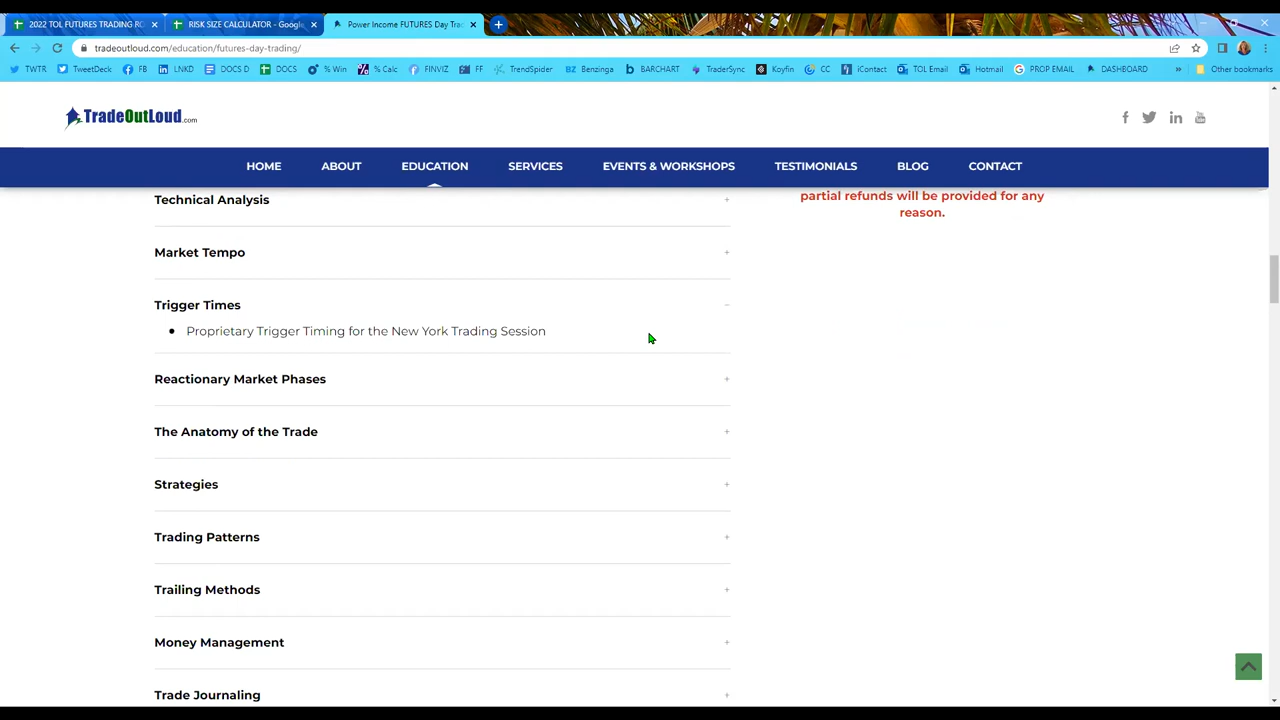 2022 TOL FUTURES TRADING RO
RISK SIZE CALCULATOR - Google
Power Income FUTURES Day Trad
tradeoutloud.com/education/futures-day-trading/
TWTR
TweetDeck
FB
LNKD
DOCS D
DOCS
% Win
% Calc
FINVIZ
FF
TrendSpider
Benzinga
BARCHART
TraderSync
Koyfin
CC
iContact
TOL Email
Hotmail
PROP EMAIL
DASHBOARD
»
Other bookmarks
TradeOutLoud.com
HOME
ABOUT
EDUCATION
SERVICES
EVENTS & WORKSHOPS
TESTIMONIALS
BLOG
CONTACT
partial refunds will be provided for any
reason.
Technical Analysis
Market Tempo
Trigger Times
• Proprietary Trigger Timing for the New York Trading Session
Reactionary Market Phases
The Anatomy of the Trade
Strategies
Trading Patterns
Trailing Methods
Money Management
Trade Journaling